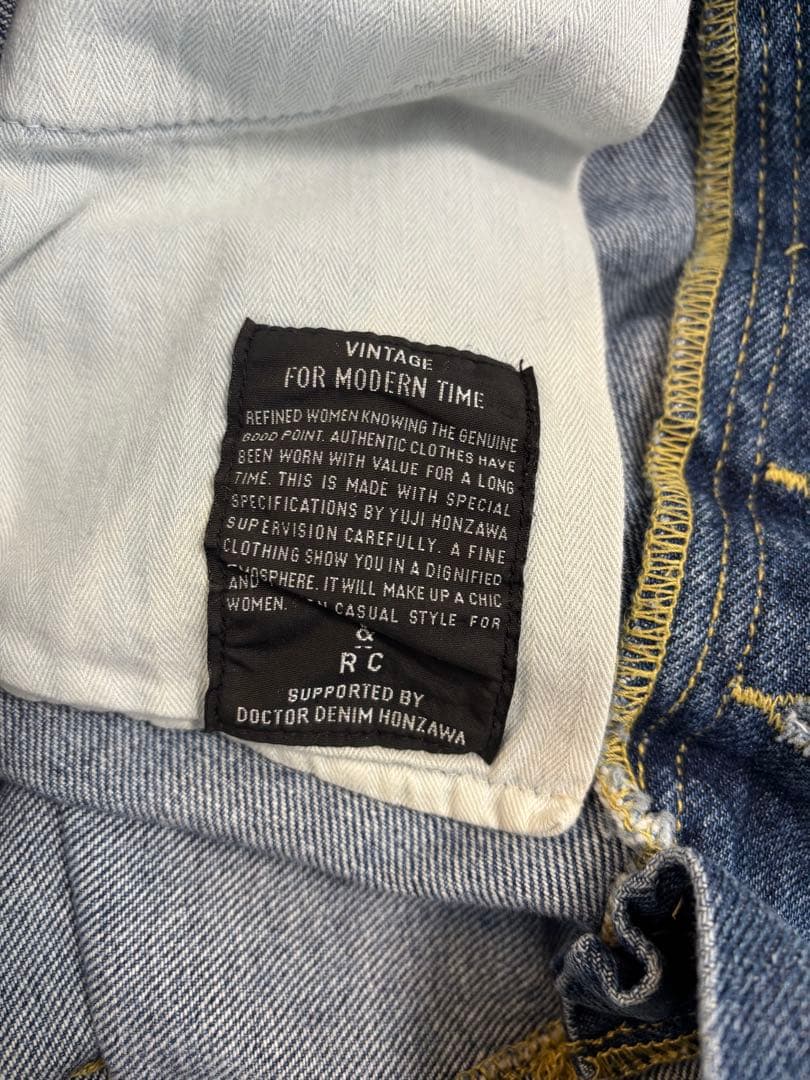 VINTAGE
FOR MODERN TIME
REFINED WOMEN KNOWING THE GENUINE
GOOD POINT. AUTHENTIC CLOTHES HAVE
BEEN WORN WITH VALUE FOR A LONG
TIME. THIS IS MADE WITH SPECIAL
SPECIFICATIONS BY YUJI HONZAWA
SUPERVISION CAREFULLY. A FINE
CLOTHING SHOW YOU IN A DIGNIFIED
AND IT WILL MAKE UP A CHIC
WOMEN. CASUAL STYLE FOR
&
RC
SUPPORTED BY
DOCTOR DENIM HONZAWA